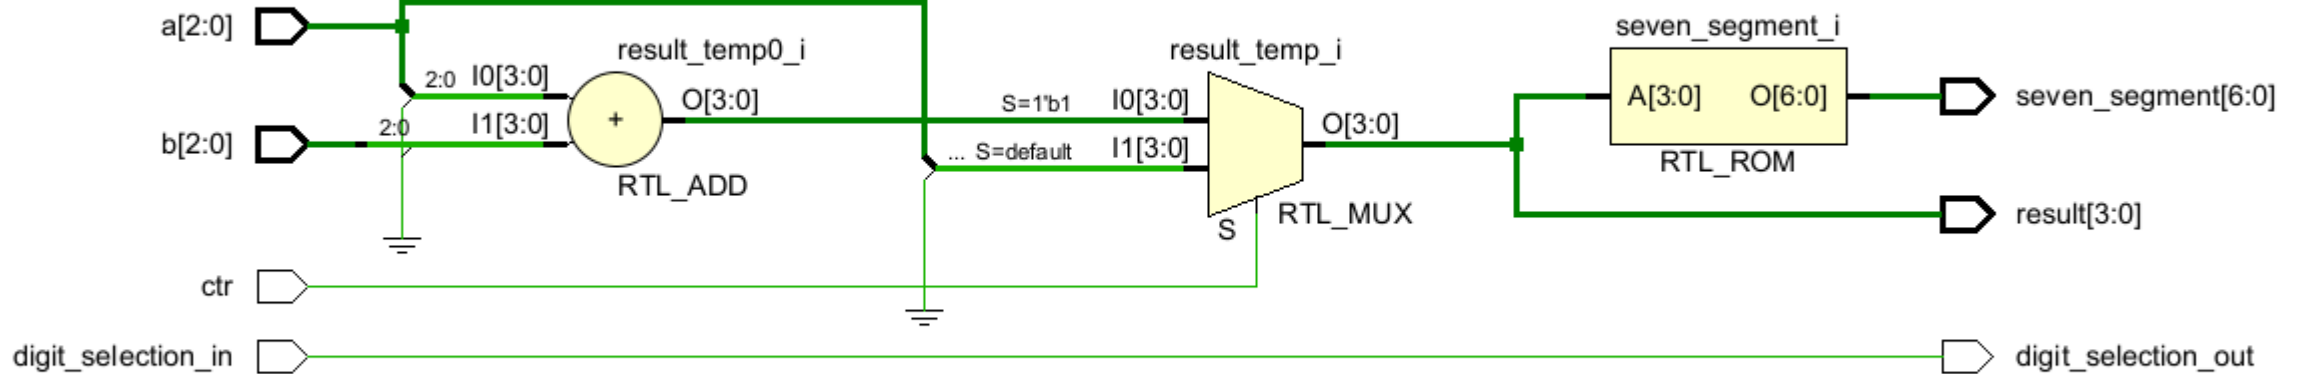 a[2:0]
b[2:0]
ctr
digit_selection_in
2:0
2:0
I0[3:0]
I1[3:0]
result_temp0_i
+
O[3:0]
RTL_ADD
S=1'b1
... S=default
result_temp_i
I0[3:0]
I1[3:0]
S
RTL_MUX
O[3:0]
seven_segment_i
A[3:0] O[6:0]
RTL_ROM
seven_segment[6:0]
result[3:0]
digit_selection_out